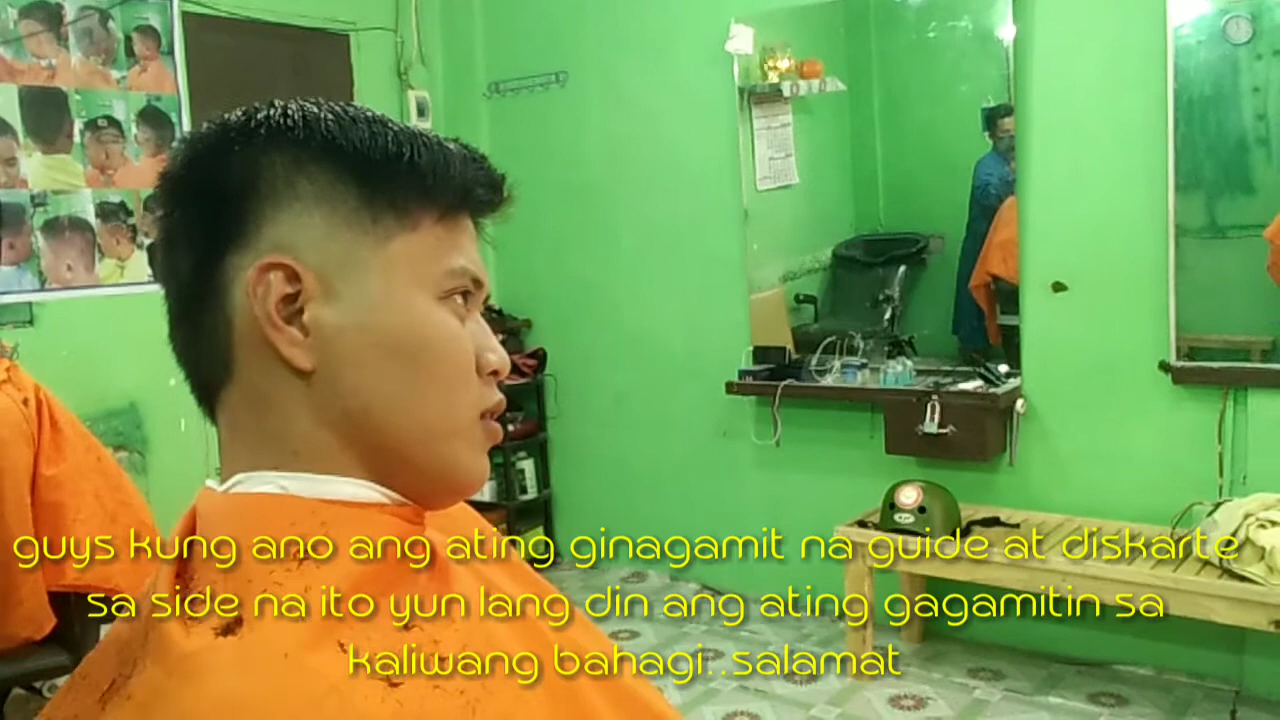 guys kung ano ang ating ginagamit na guide at diskarte
sa side na ito yun lang din ang ating gagamitin sa
kaliwang bahagi..salamat